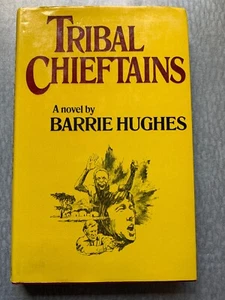 TRIBAL
CHIEFTAINS
A novel by
BARRIE HUGHES